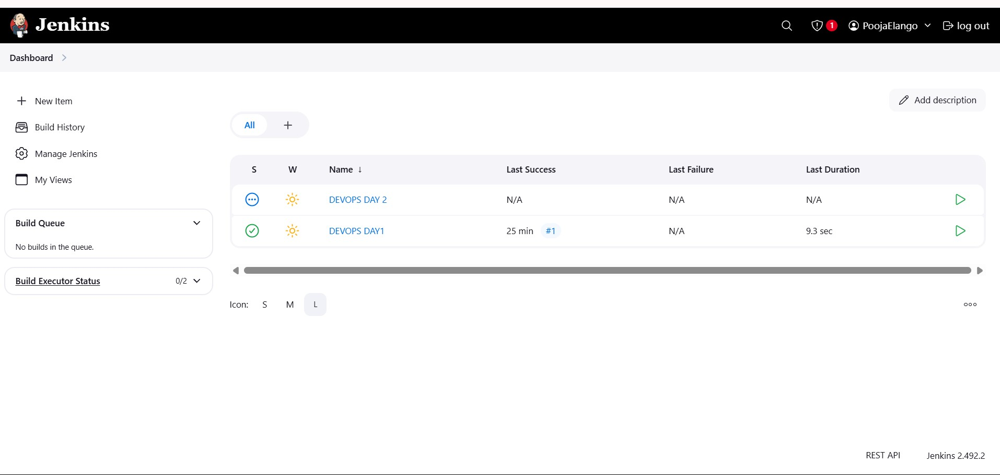 Jenkins
1
PoojaElango
log out
Dashboard
New Item
Build History
Manage Jenkins
My Views
Build Queue
No builds in the queue.
Build Executor Status 0/2
Add description
All
S W Name ↓ Last Success Last Failure Last Duration
DEVOPS DAY 2 N/A N/A N/A
DEVOPS DAY1 25 min #1 N/A 9.3 sec
Icon: S M L
REST API Jenkins 2.492.2